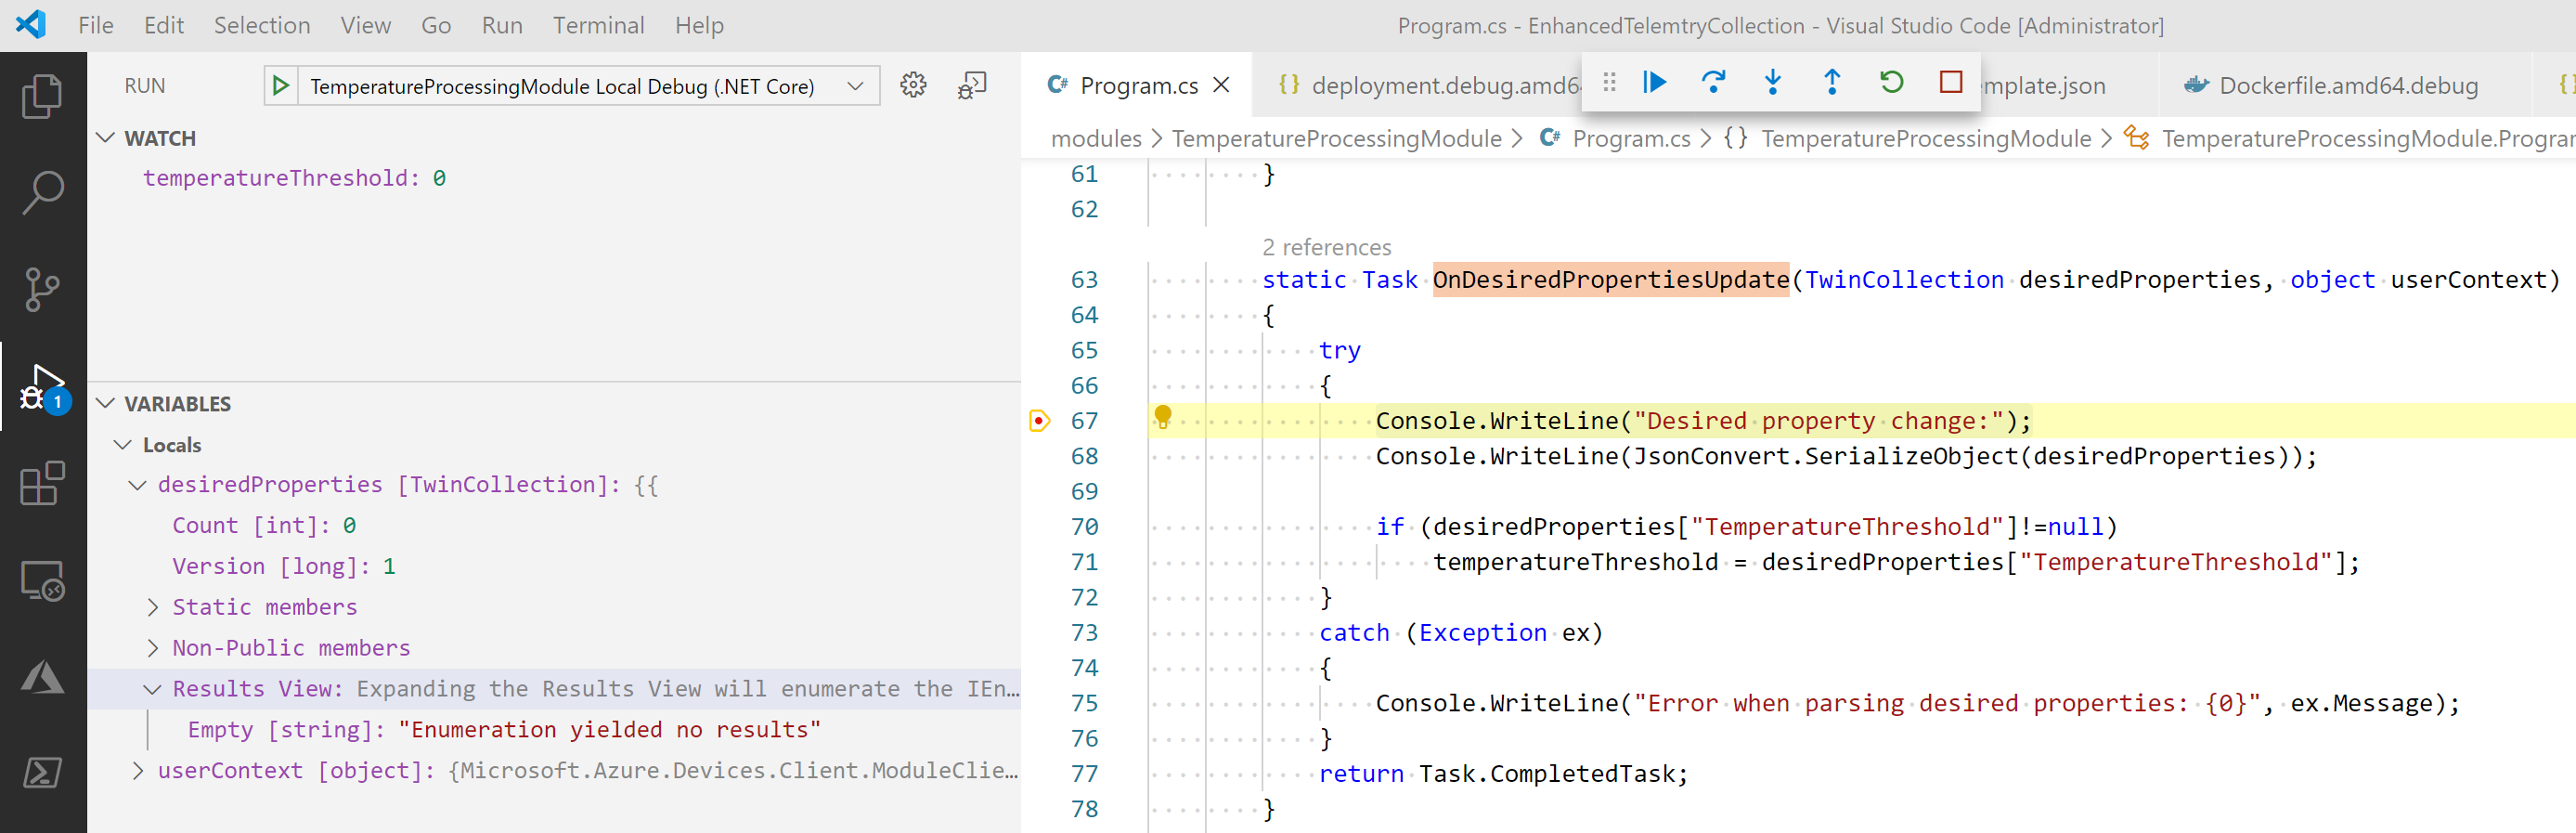 File Edit Selection View Go Run Terminal Help
Program.cs - EnhancedTelemtryCollection - Visual Studio Code [Administrator]
RUN
TemperatureProcessingModule Local Debug (.NET Core)
WATCH
temperatureThreshold: 0
1
VARIABLES
Locals
desiredProperties [TwinCollection]: {{
Count [int]: 0
Version [long]: 1
Static members
Non-Public members
Results View: Expanding the Results View will enumerate the IEn…
Empty [string]: "Enumeration yielded no results"
userContext [object]: {Microsoft.Azure.Devices.Client.ModuleClie…
C# Program.cs {} deployment.debug.amd6 mplate.json Dockerfile.amd64.debug
modules > TemperatureProcessingModule > C# Program.cs > {} TemperatureProcessingModule > TemperatureProcessingModule.Program
61 }
62
2 references
63 static Task OnDesiredPropertiesUpdate(TwinCollection desiredProperties, object userContext)
64 {
65 try
66 {
67 Console.WriteLine("Desired property change:");
68 Console.WriteLine(JsonConvert.SerializeObject(desiredProperties));
69
70 if (desiredProperties["TemperatureThreshold"]!=null)
71 temperatureThreshold = desiredProperties["TemperatureThreshold"];
72 }
73 catch (Exception ex)
74 {
75 Console.WriteLine("Error when parsing desired properties: {0}", ex.Message);
76 }
77 return Task.CompletedTask;
78 }